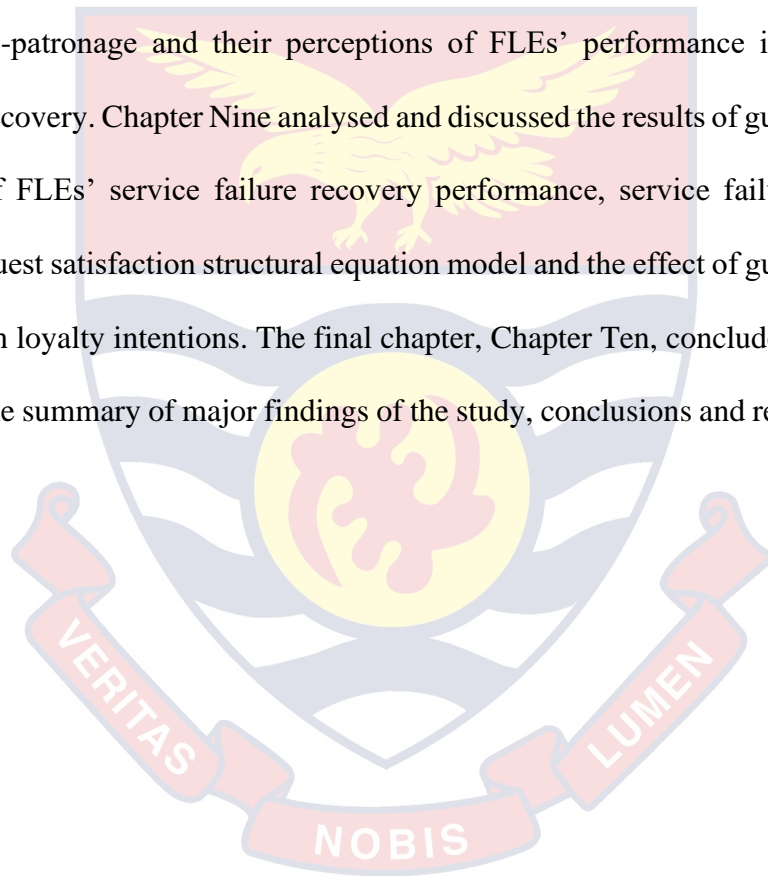 -patronage and their perceptions of FLEs’ performance i
covery. Chapter Nine analysed and discussed the results of gu
f FLEs’ service failure recovery performance, service failu
uest satisfaction structural equation model and the effect of gu
n loyalty intentions. The final chapter, Chapter Ten, conclude
e summary of major findings of the study, conclusions and re
VERITAS
NOBIS
LUMEN